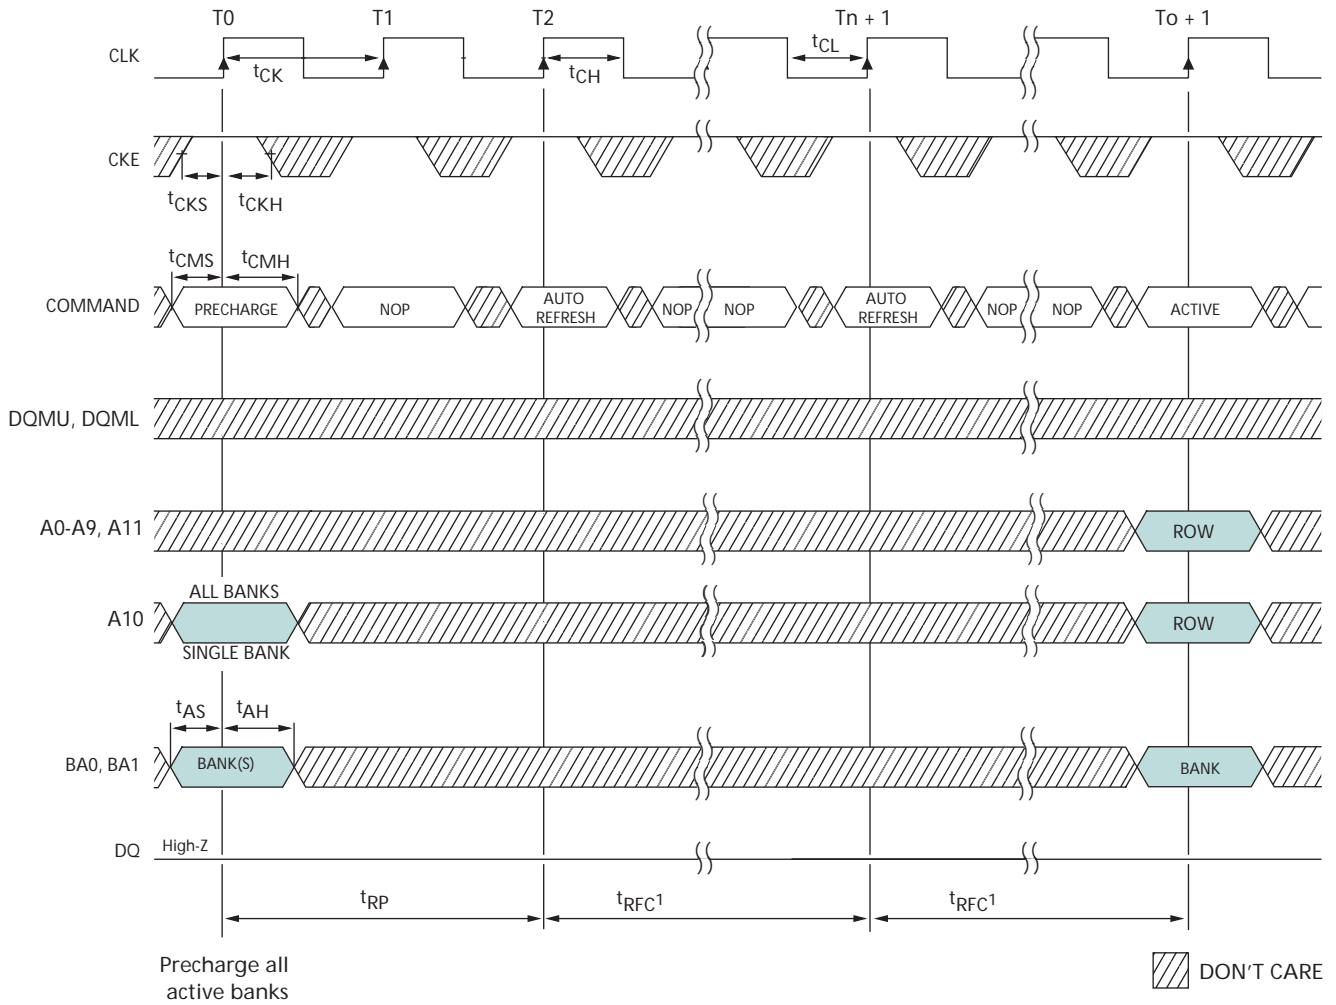 T0 T1 T2 Tn + 1 To + 1
CLK
tCK tCH tCL
CKE
tCKS tCKH
tCMS tCMH
COMMAND PRECHARGE NOP AUTO REFRESH NOP NOP AUTO REFRESH NOP NOP ACTIVE
DQMU, DQML
A0-A9, A11 ROW
ALL BANKS
A10 ROW
SINGLE BANK
tAS tAH
BA0, BA1 BANK(S) BANK
DQ High-Z
tRP tRFC1 tRFC1
Precharge all
active banks
DON'T CARE